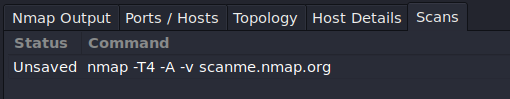 Nmap Output Ports / Hosts Topology Host Details Scans
Status Command
Unsaved nmap -T4 -A -v scanme.nmap.org